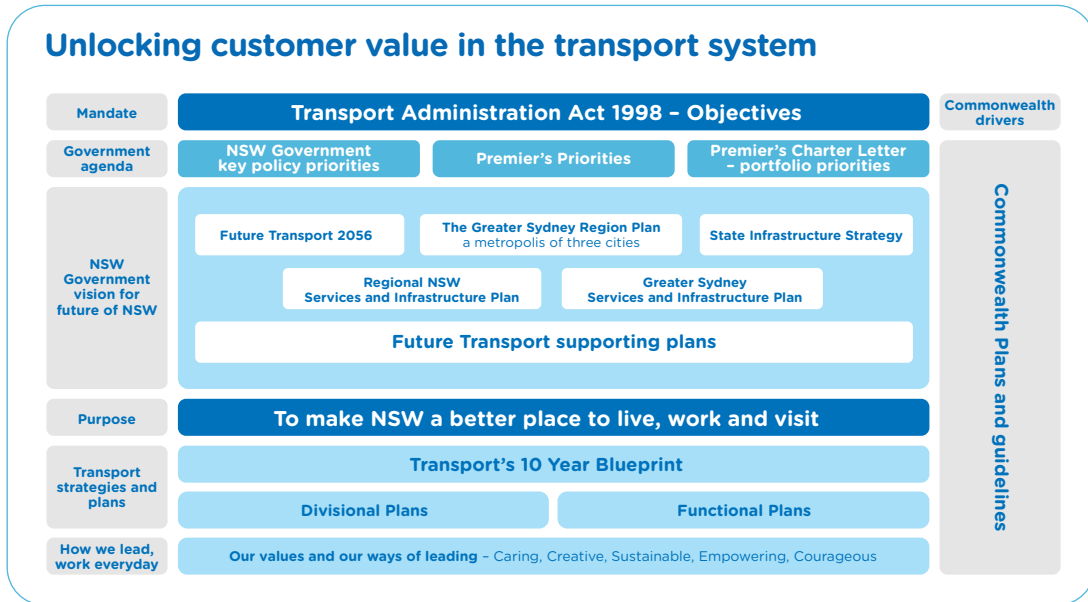 Unlocking customer value in the transport system
Mandate
Transport Administration Act 1998 – Objectives
Commonwealth
drivers
Government
agenda
NSW Government
key policy priorities
Premier's Priorities
Premier's Charter Letter
– portfolio priorities
NSW
Government
vision for
future of NSW
Future Transport 2056
The Greater Sydney Region Plan
a metropolis of three cities
State Infrastructure Strategy
Regional NSW
Services and Infrastructure Plan
Greater Sydney
Services and Infrastructure Plan
Future Transport supporting plans
Commonwealth Plans and guidelines
Purpose
To make NSW a better place to live, work and visit
Transport
strategies and
plans
Transport's 10 Year Blueprint
Divisional Plans
Functional Plans
How we lead,
work everyday
Our values and our ways of leading – Caring, Creative, Sustainable, Empowering, Courageous